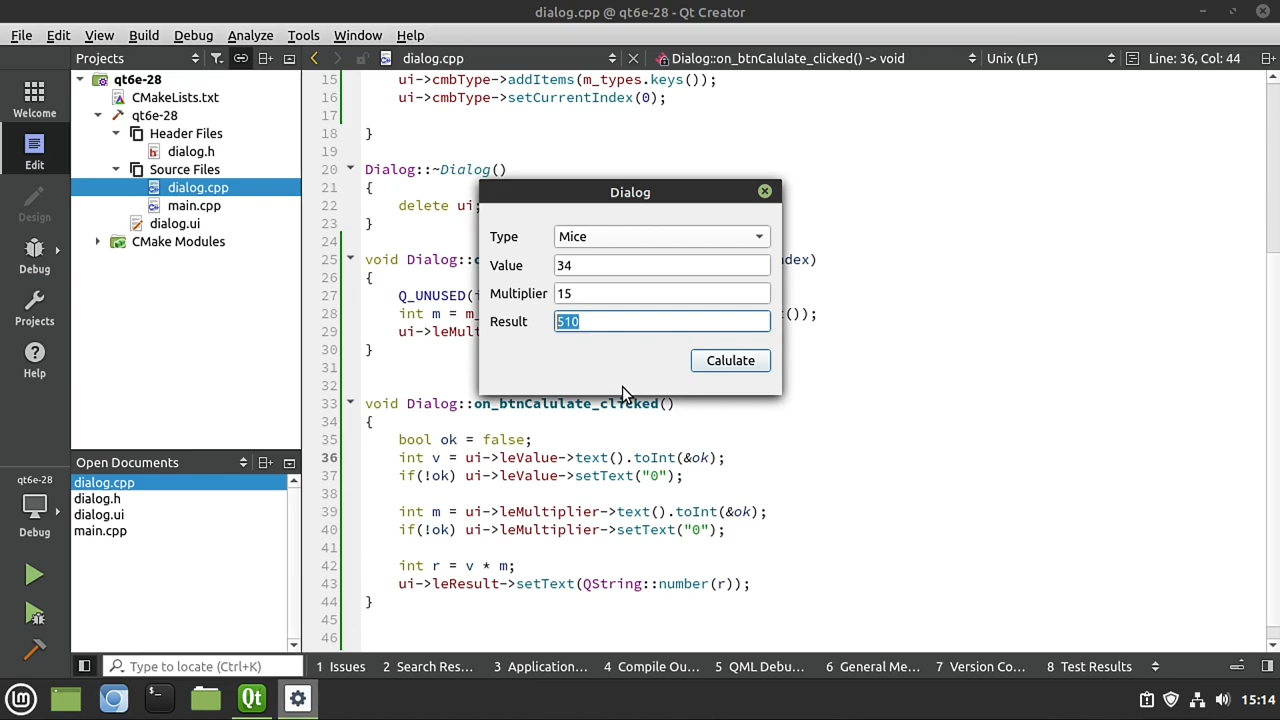 dialog.cpp @ qt6e-28 - Qt Creator
File Edit View Build Debug Analyze Tools Window Help
Projects dialog.cpp Dialog::on_btnCalulate_clicked() -> void Unix (LF) Line: 36, Col: 44
Welcome
Edit
Design
Debug
Projects
Help
qt6e-28
Debug
qt6e-28
CMakeLists.txt
qt6e-28
Header Files
dialog.h
Source Files
dialog.cpp
main.cpp
dialog.ui
CMake Modules
Open Documents
dialog.cpp
dialog.h
dialog.ui
main.cpp
15 ui->cmbType->addItems(m_types.keys());
16 ui->cmbType->setCurrentIndex(0);
17
18 }
19
20 Dialog::~Dialog()
21 {
22 delete ui;
23 }
24
25 void Dialog:: dex)
26 {
27 Q_UNUSED(
28 int m = m_ ());
29 ui->leMul
30 }
31
32
33 void Dialog::on_btnCalulate_clicked()
34 {
35 bool ok = false;
36 int v = ui->leValue->text().toInt(&ok);
37 if(!ok) ui->leValue->setText("0");
38
39 int m = ui->leMultiplier->text().toInt(&ok);
40 if(!ok) ui->leMultiplier->setText("0");
41
42 int r = v * m;
43 ui->leResult->setText(QString::number(r));
44 }
45
46
Dialog
Type Mice
Value 34
Multiplier 15
Result 510
Calulate
Type to locate (Ctrl+K) 1 Issues 2 Search Res... 3 Application... 4 Compile Ou... 5 QML Debu... 6 General Me... 7 Version Co... 8 Test Results
Qt 15:14